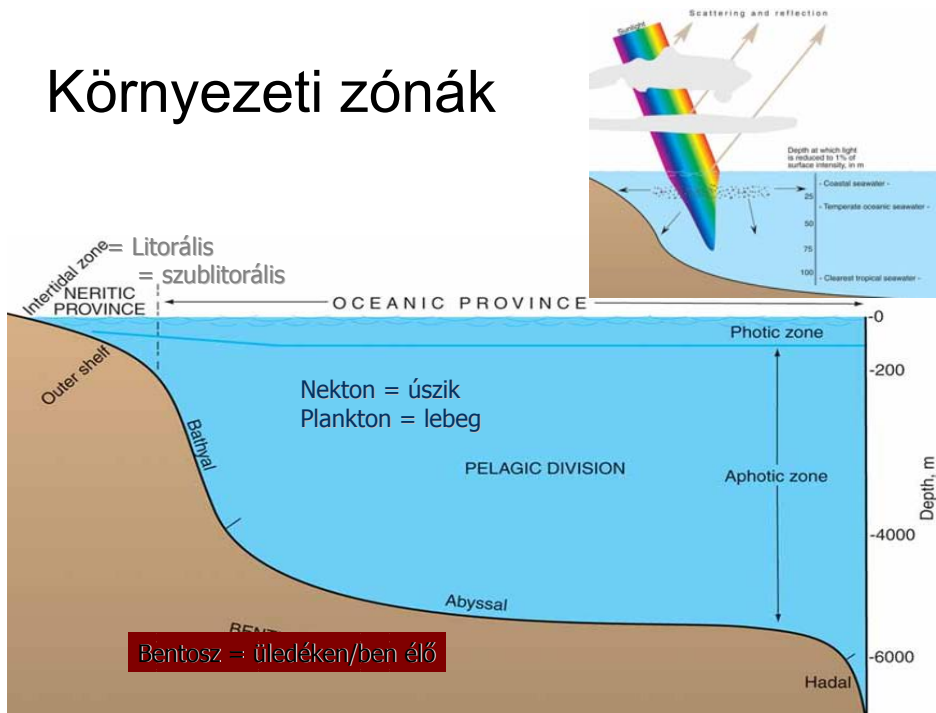 Környezeti zónák
Scattering and reflection
Sunlight
Depth at which light
is reduced to 1% of
surface intensity, in m
- Coastal seawater -
25
- Temperate oceanic seawater -
50
75
100
- Clearest tropical seawater -
= Litorális
= szublitorális
Intertidal zone
NERITIC
PROVINCE
OCEANIC PROVINCE
0
Photic zone
Outer shelf
-200
Nekton = úszik
Plankton = lebeg
Bathyal
PELAGIC DIVISION
Aphotic zone
Depth, m
-4000
Abyssal
Bentosz = üledéken/ben élő
-6000
Hadal